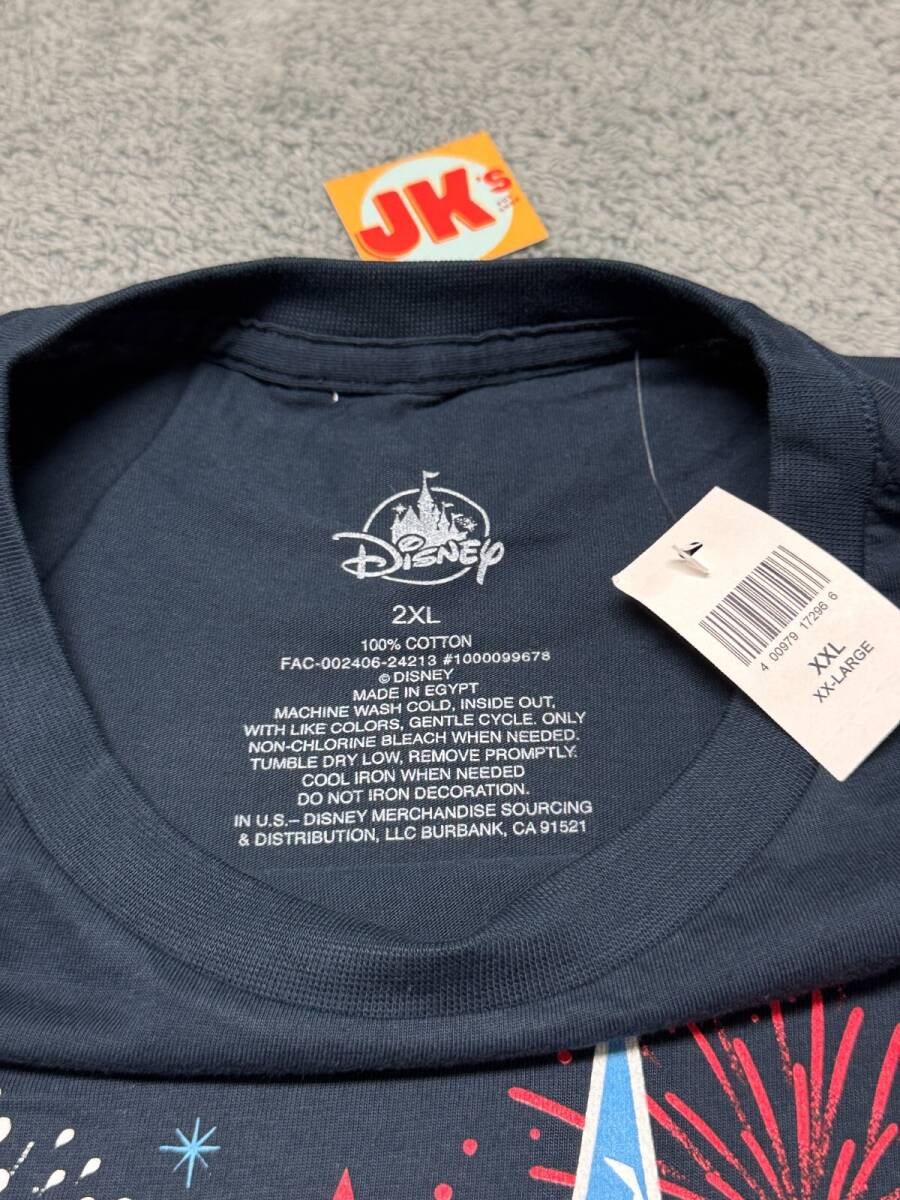 JK's
Disney
2XL
100% COTTON
FAC-002406-24213 #1000099678
© DISNEY
MADE IN EGYPT
MACHINE WASH COLD, INSIDE OUT,
WITH LIKE COLORS, GENTLE CYCLE. ONLY
NON-CHLORINE BLEACH WHEN NEEDED.
TUMBLE DRY LOW, REMOVE PROMPTLY.
COOL IRON WHEN NEEDED
DO NOT IRON DECORATION.
IN U.S.– DISNEY MERCHANDISE SOURCING
& DISTRIBUTION, LLC BURBANK, CA 91521
4 00979 17296 6
XXL
XX-LARGE